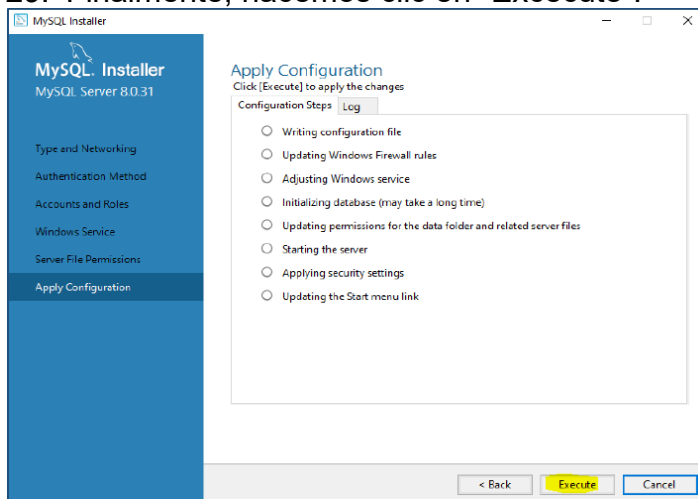 MySQL Installer
MySQL. Installer
MySQL Server 8.0.31
Type and Networking
Authentication Method
Accounts and Roles
Windows Service
Server File Permissions
Apply Configuration
Apply Configuration
Click [Execute] to apply the changes
Configuration Steps Log
Writing configuration file
Updating Windows Firewall rules
Adjusting Windows service
Initializing database (may take a long time)
Updating permissions for the data folder and related server files
Starting the server
Applying security settings
Updating the Start menu link
< Back Execute Cancel